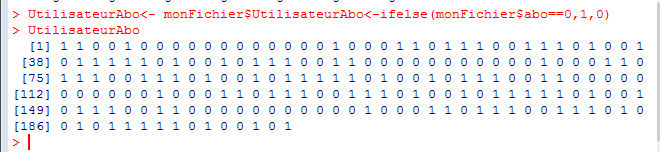 > UtilisateurAbo<- monFichier$UtilisateurAbo<-ifelse(monFichier$abo==0,1,0)
> UtilisateurAbo
[1] 1 1 0 0 1 0 0 0 0 0 0 0 0 0 0 0 0 1 0 0 0 1 1 0 1 1 1 0 0 1 1 1 0 1 0 0 1
[38] 0 1 1 1 1 1 0 1 0 0 1 0 1 1 1 0 0 1 1 0 0 0 0 0 0 0 0 0 0 0 1 0 0 0 1 1 0
[75] 1 1 1 0 0 1 1 1 0 1 0 0 1 0 1 1 1 1 1 0 1 0 0 1 0 1 1 1 0 0 1 1 0 0 0 0 0
[112] 0 0 0 0 0 0 1 0 0 0 1 1 0 1 1 1 0 0 1 1 1 0 1 0 0 1 0 1 1 1 1 1 0 1 0 0 1
[149] 0 1 1 1 0 0 1 1 0 0 0 0 0 0 0 0 0 0 0 1 0 0 0 1 1 0 1 1 1 0 0 1 1 1 0 1 0
[186] 0 1 0 1 1 1 1 1 0 1 0 0 1 0 1
>